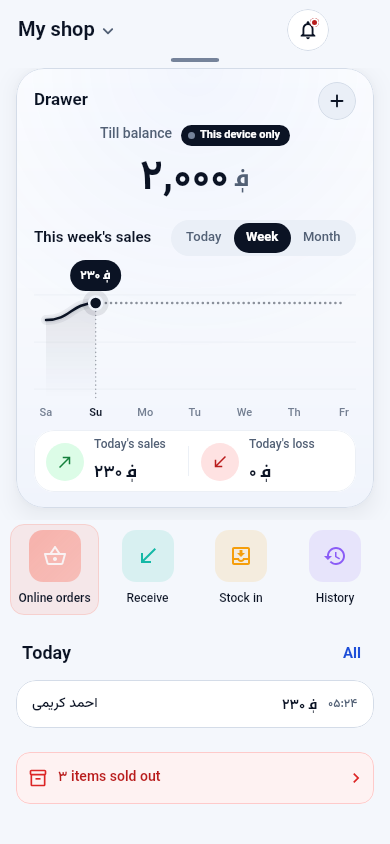 My shop
Drawer
Till balance
This device only
۲,۰۰۰ ؋
This week's sales
Today
Week
Month
۲۳۰ ؋
Sa
Su
Mo
Tu
We
Th
Fr
Today's sales
۲۳۰ ؋
Today's loss
۰ ؋
Online orders
Receive
Stock in
History
Today
All
احمد کریمی
۲۳۰ ؋
۰۵:۲۴
۳ items sold out